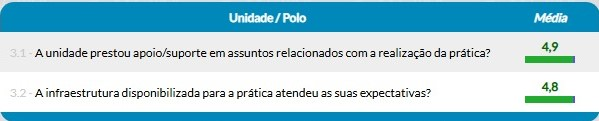 Unidade / Polo Média
3.1 - A unidade prestou apoio/suporte em assuntos relacionados com a realização da prática? 4,9
3.2 - A infraestrutura disponibilizada para a prática atendeu as suas expectativas? 4,8